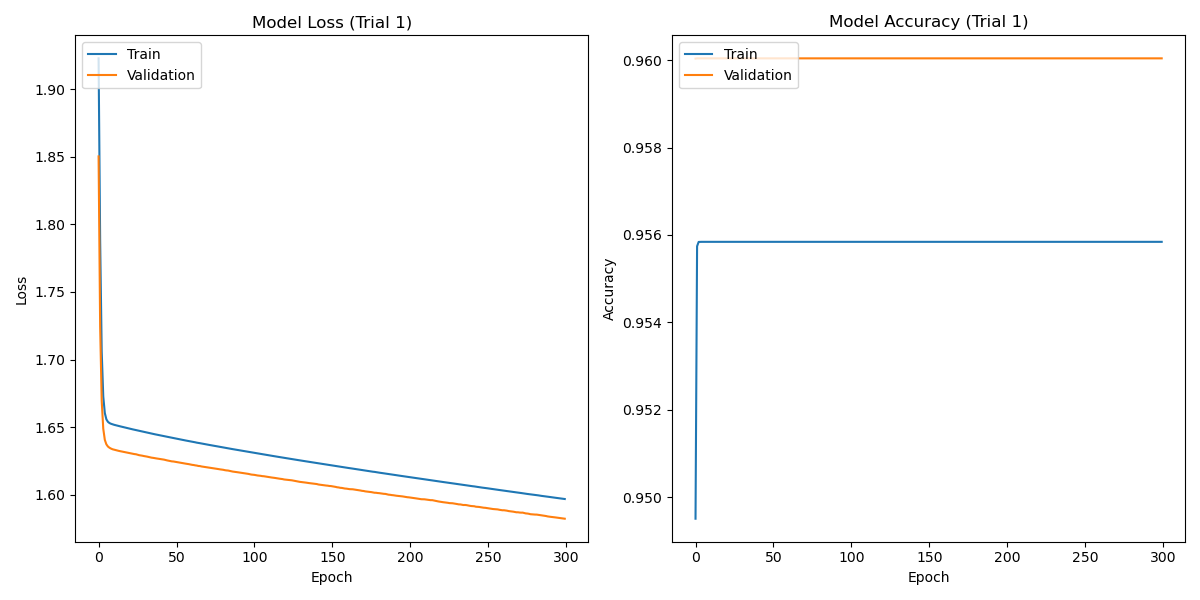 Model Loss (Trial 1)
Train
Validation
1.90
1.85
1.80
1.75
1.70
1.65
1.60
Loss
0 50 100 150 200 250 300
Epoch
Model Accuracy (Trial 1)
Train
Validation
0.960
0.958
0.956
0.954
0.952
0.950
Accuracy
0 50 100 150 200 250 300
Epoch